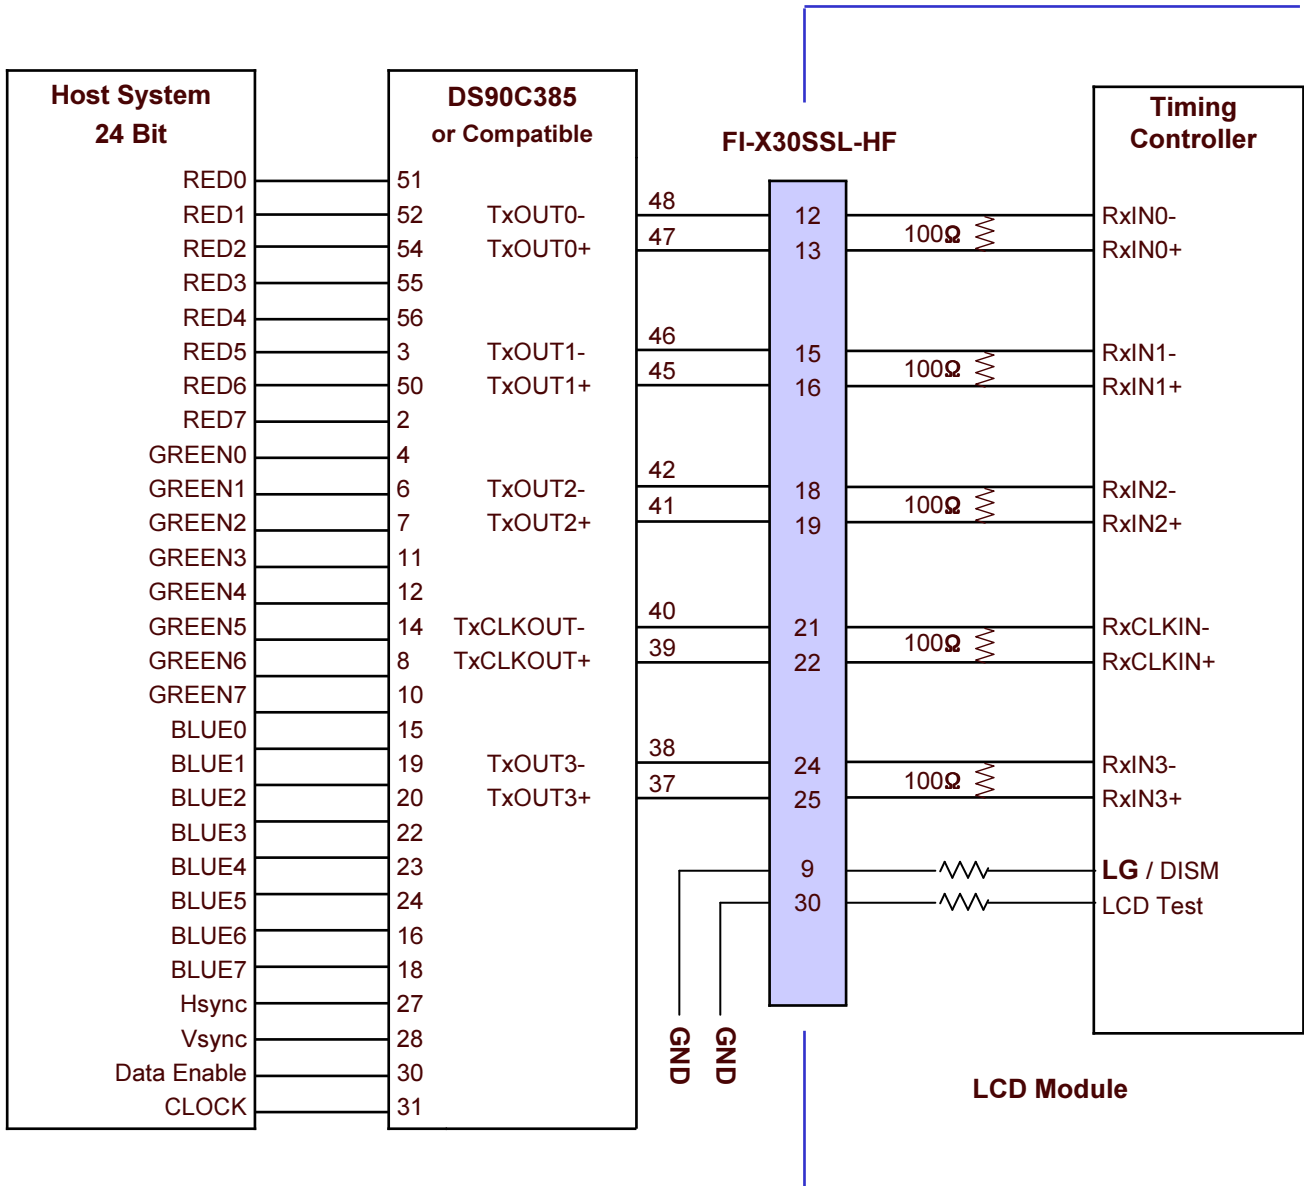 Host System
24 Bit
RED0
RED1
RED2
RED3
RED4
RED5
RED6
RED7
GREEN0
GREEN1
GREEN2
GREEN3
GREEN4
GREEN5
GREEN6
GREEN7
BLUE0
BLUE1
BLUE2
BLUE3
BLUE4
BLUE5
BLUE6
BLUE7
Hsync
Vsync
Data Enable
CLOCK
DS90C385
or Compatible
51
52
54
55
56
3
50
2
4
6
7
11
12
14
8
10
15
19
20
22
23
24
16
18
27
28
30
31
TxOUT0-
TxOUT0+
TxOUT1-
TxOUT1+
TxOUT2-
TxOUT2+
TxCLKOUT-
TxCLKOUT+
TxOUT3-
TxOUT3+
48
47
46
45
42
41
40
39
38
37
GND
GND
FI-X30SSL-HF
12
13
15
16
18
19
21
22
24
25
9
30
100Ω
100Ω
100Ω
100Ω
100Ω
Timing
Controller
RxIN0-
RxIN0+
RxIN1-
RxIN1+
RxIN2-
RxIN2+
RxCLKIN-
RxCLKIN+
RxIN3-
RxIN3+
LG / DISM
LCD Test
LCD Module